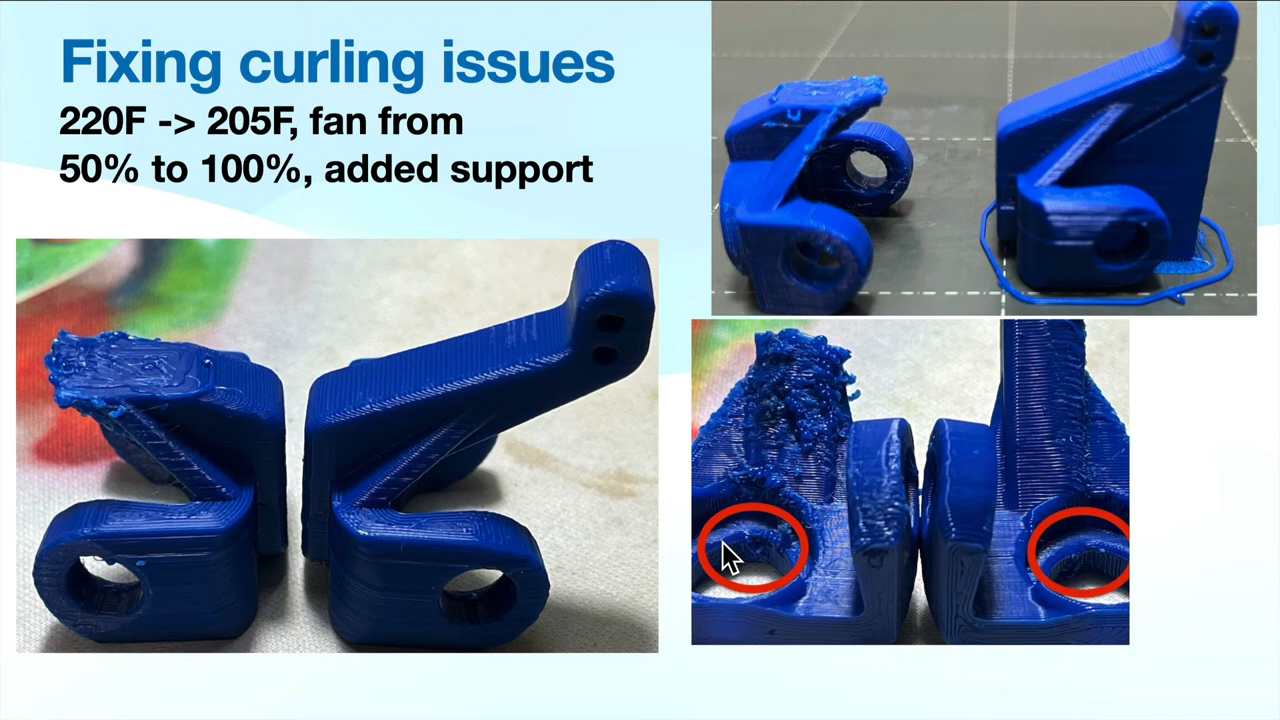 Fixing curling issues
220F -> 205F, fan from
50% to 100%, added support